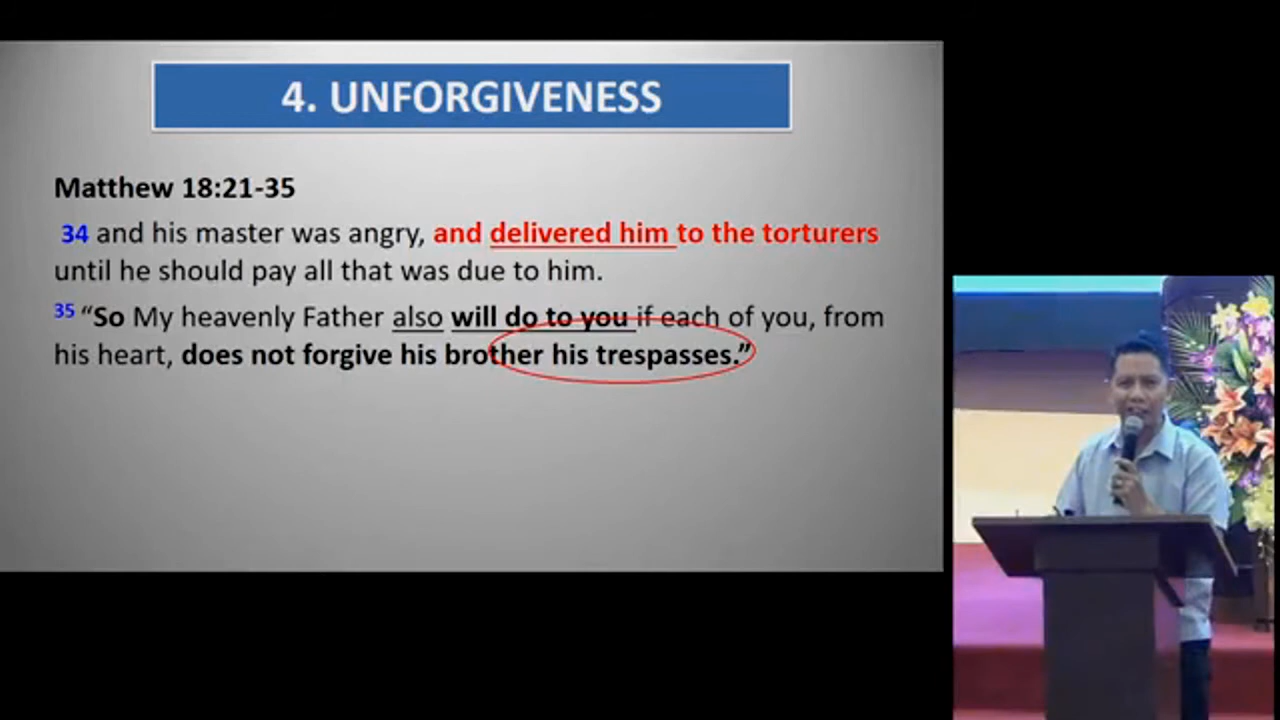 4. UNFORGIVENESS
Matthew 18:21-35
34 and his master was angry, and delivered him to the torturers
until he should pay all that was due to him.
35 “So My heavenly Father also will do to you if each of you, from
his heart, does not forgive his brother his trespasses.”